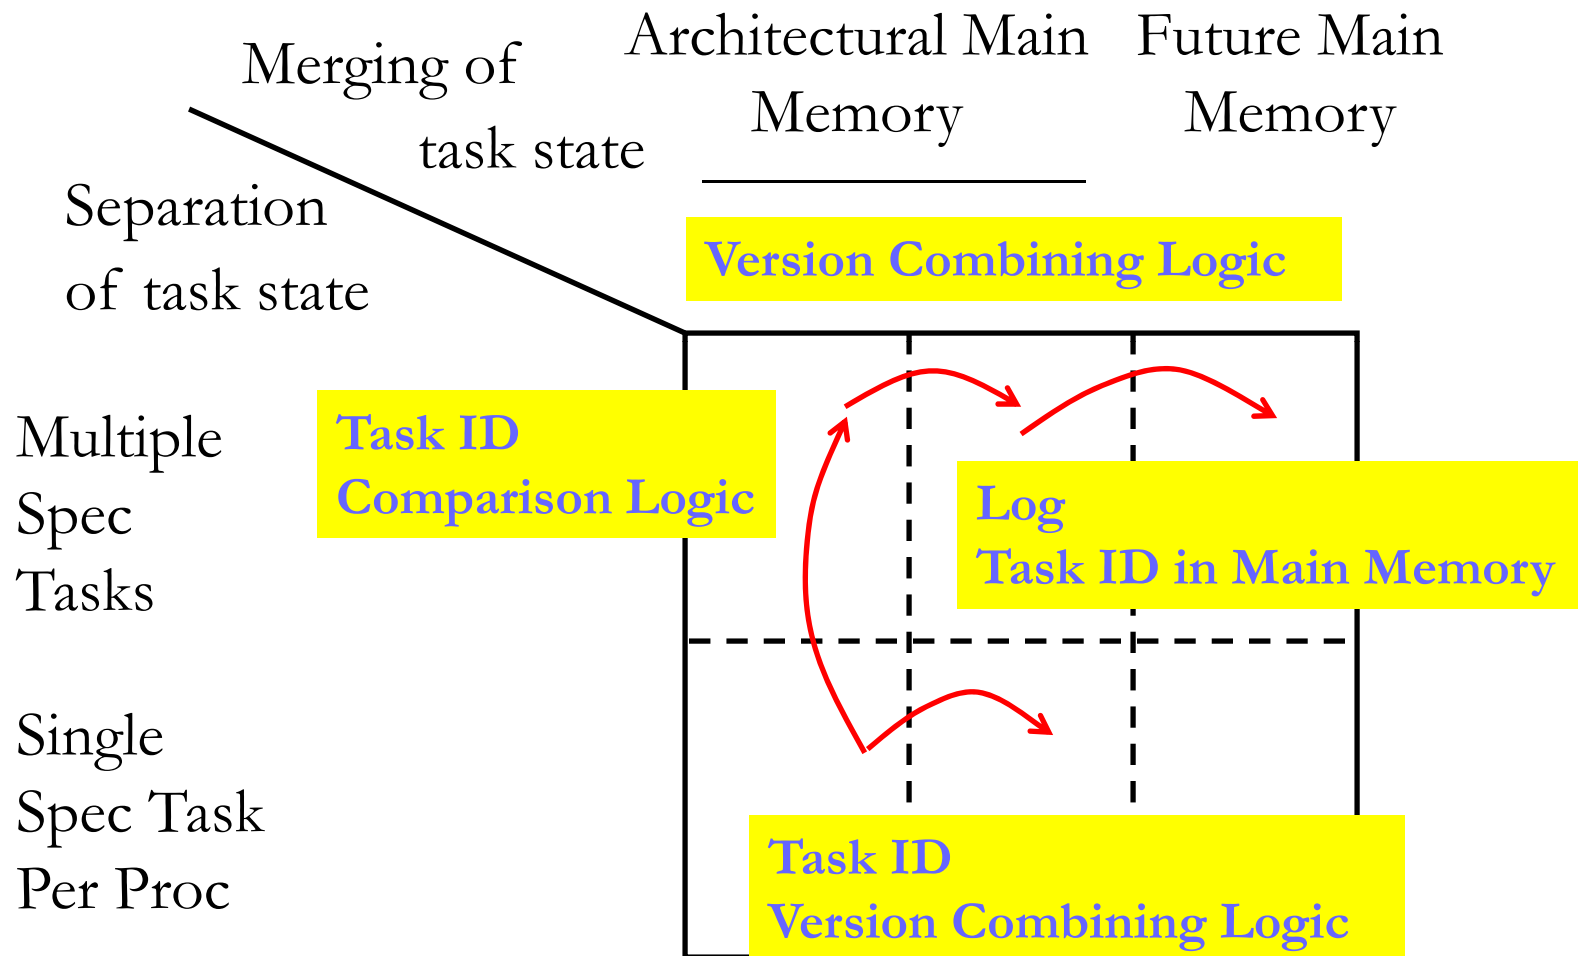 Merging of
task state
Architectural Main
Memory
Future Main
Memory
Separation
of task state
Version Combining Logic
Multiple
Spec
Tasks
Task ID
Comparison Logic
Log
Task ID in Main Memory
Single
Spec Task
Per Proc
Task ID
Version Combining Logic